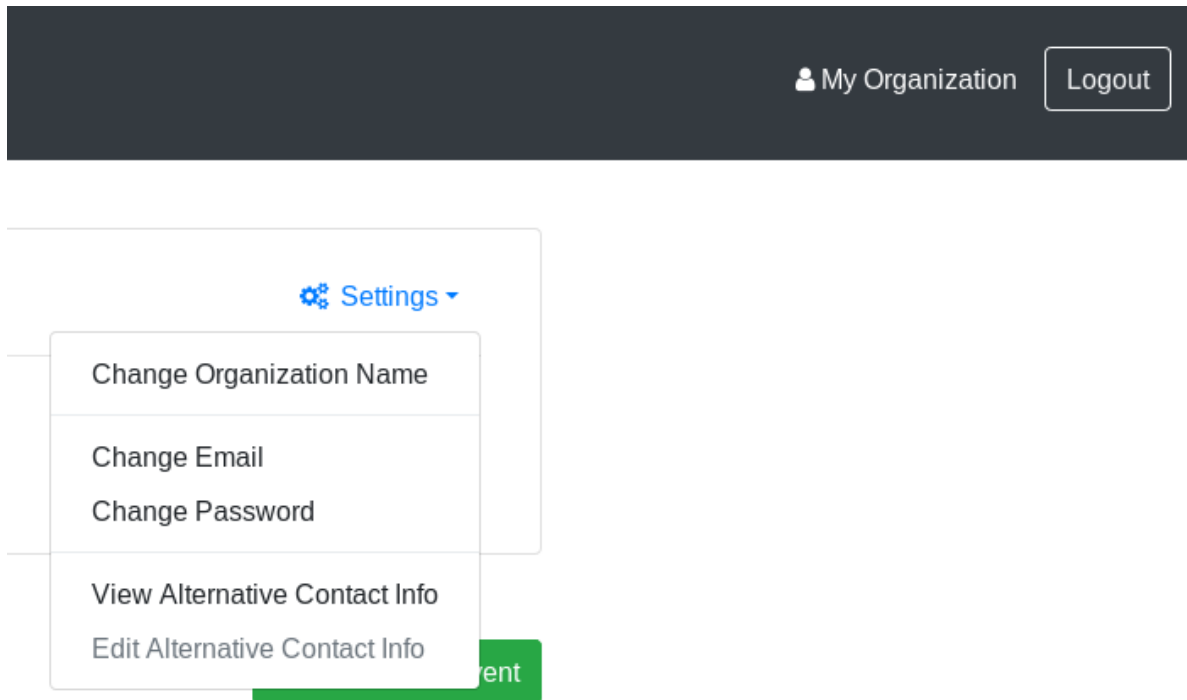 My Organization
Logout
Settings
Change Organization Name
Change Email
Change Password
View Alternative Contact Info
Edit Alternative Contact Info